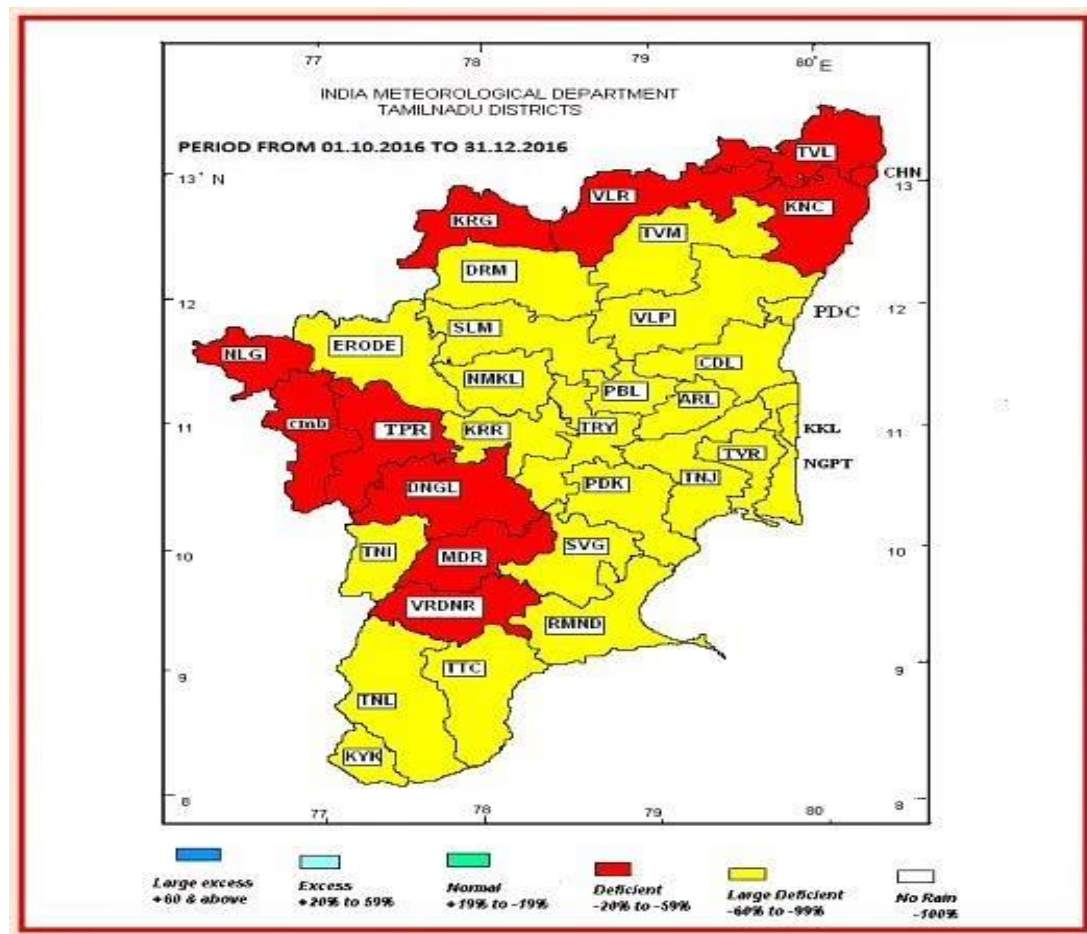 77 78 79 80° E
INDIA METEOROLOGICAL DEPARTMENT
TAMILNADU DISTRICTS
PERIOD FROM 01.10.2016 TO 31.12.2016
TVL
13° N
CHN
13
VLR
KNC
KRG
TVM
DRM
12
12
PDC
SLM
VLP
ERODE
NLG
CDL
NMKL
PBL
ARL
11
cmb
TPR
KRR
TRY
KKL
11
TVR
NGPT
DNGL
PDK
TNJ
10
TNI
MDR
SVG
10
VRDNR
RMND
9
TTC
9
TNL
KYK
8
8
77 78 79 80
Large excess
+60 & above
Excess
+20% to 59%
Normal
+19% to -19%
Deficient
-20% to -59%
Large Deficient
-60% to -99%
No Rain
-100%